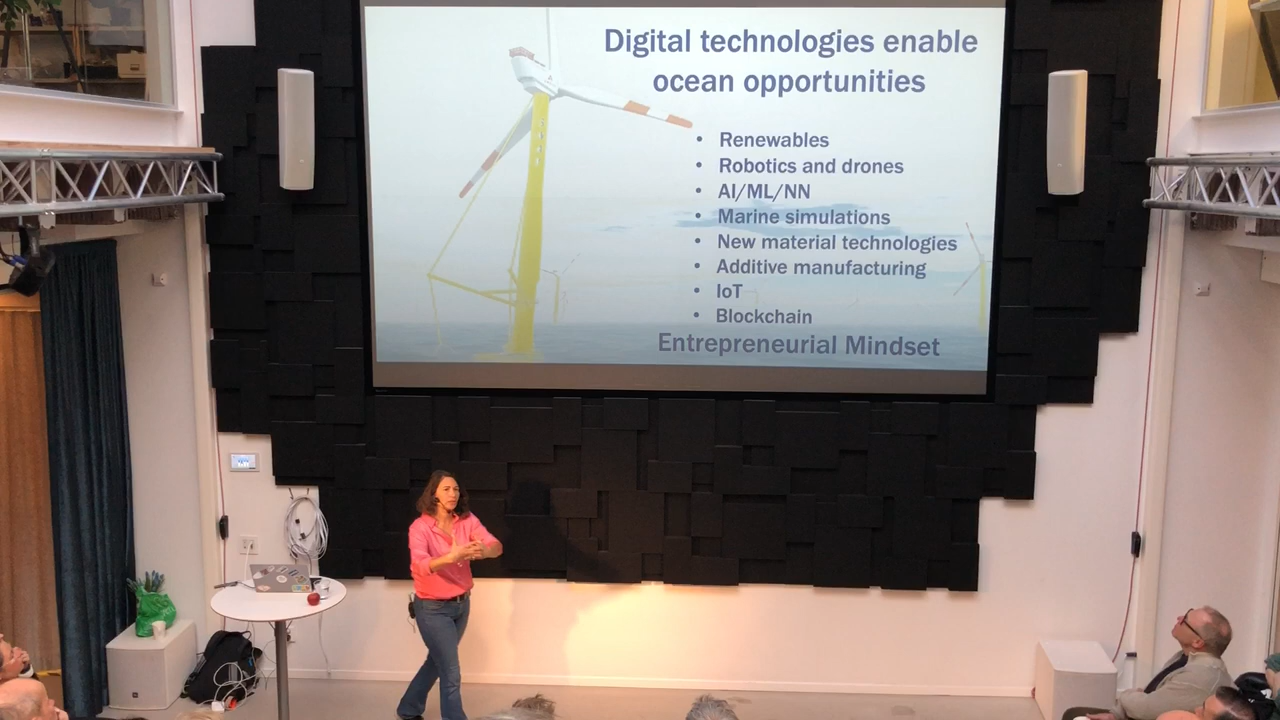 Digital technologies enable
ocean opportunities
• Renewables
• Robotics and drones
• AI/ML/NN
• Marine simulations
• New material technologies
• Additive manufacturing
• IoT
• Blockchain
Entrepreneurial Mindset